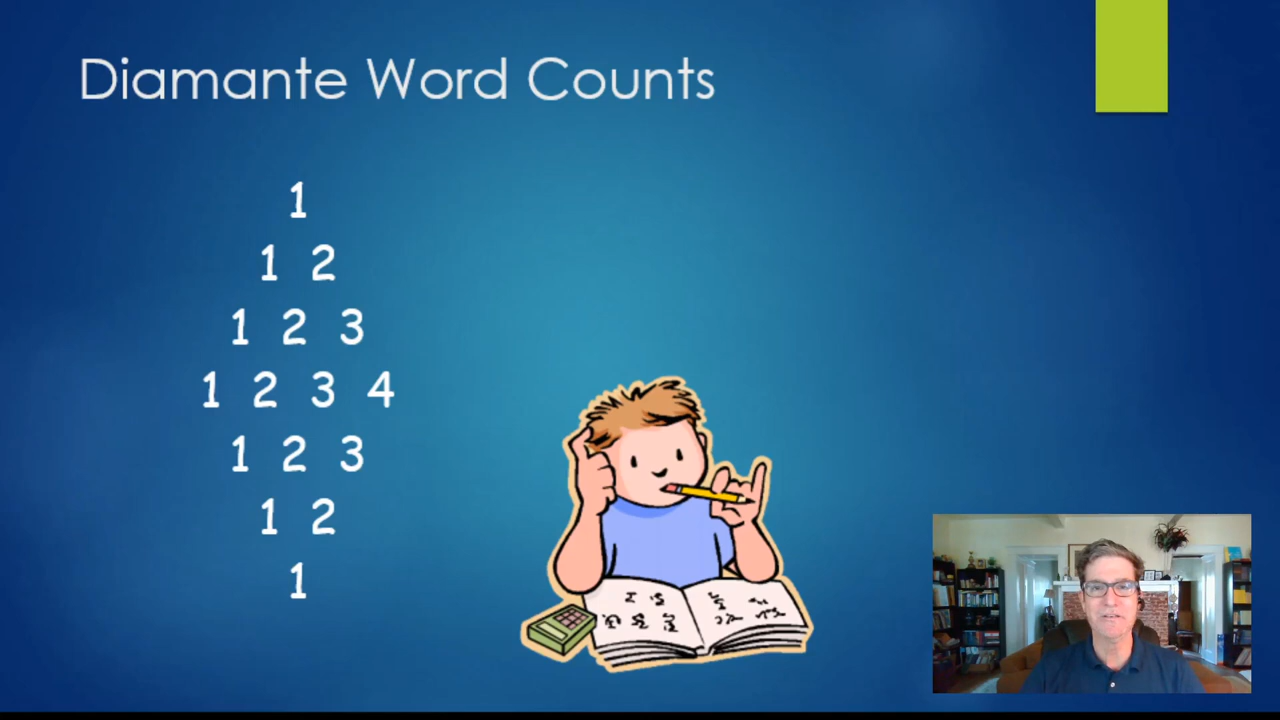 Diamante Word Counts
1
1 2
1 2 3
1 2 3 4
1 2 3
1 2
1